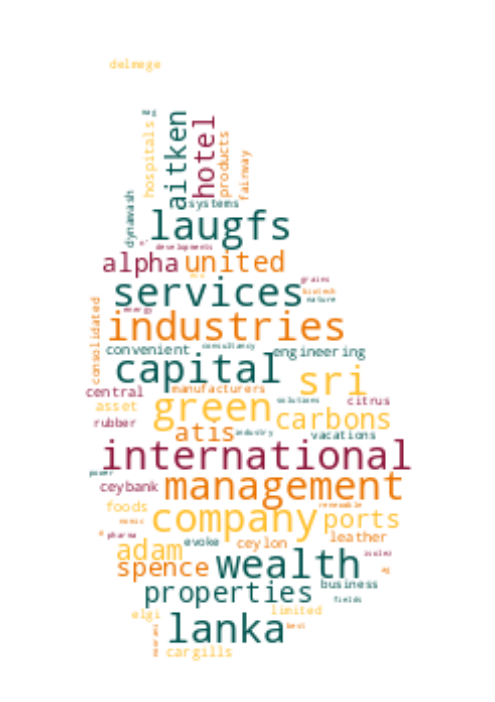 delmege
hospitals
aitken
hotel
products
fairway
dynawash
systems
laugfs
developments
alpha united
grains
services
biotech
nature
energy
consolidated
industries
convenient
consultancy
engineering
capital
sri
central
manufacturers
asset
green
solutions
citrus
carbons
rubber
atis
industry
vacations
international
power
ceybank
management
foods
company
renewable
ports
pharma
evoke
ceylon
leather
adam
wealth
spence
business
properties
fields
elgi
limited
lanka
best
cargills